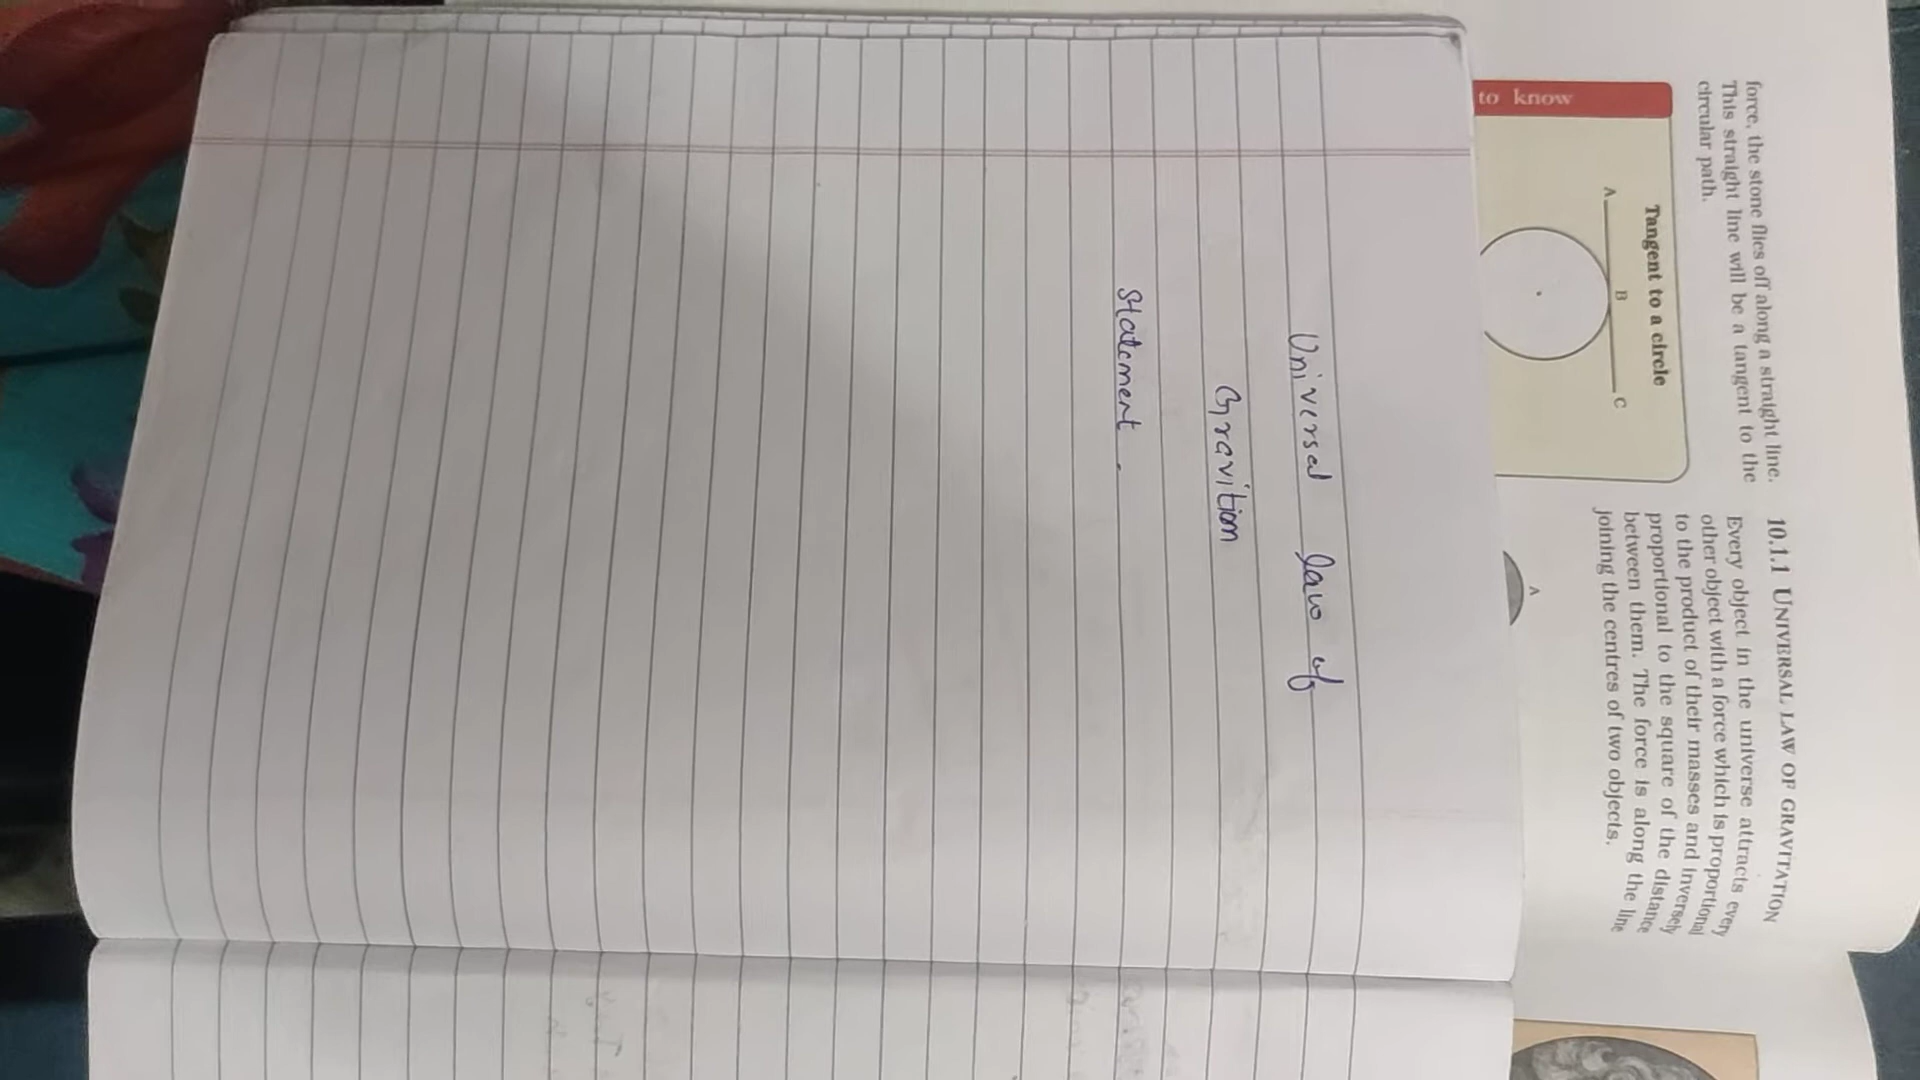 force, the stone flies off along a straight line.
This straight line will be a tangent to the
circular path.
to know
Tangent to a circle
A
B
C
10.1.1 UNIVERSAL LAW OF GRAVITATION
Every object in the universe attracts every
other object with a force which is proportional
to the product of their masses and inversely
proportional to the square of the distance
between them. The force is along the line
joining the centres of two objects.
A
Universal law of
Gravition
Statement.